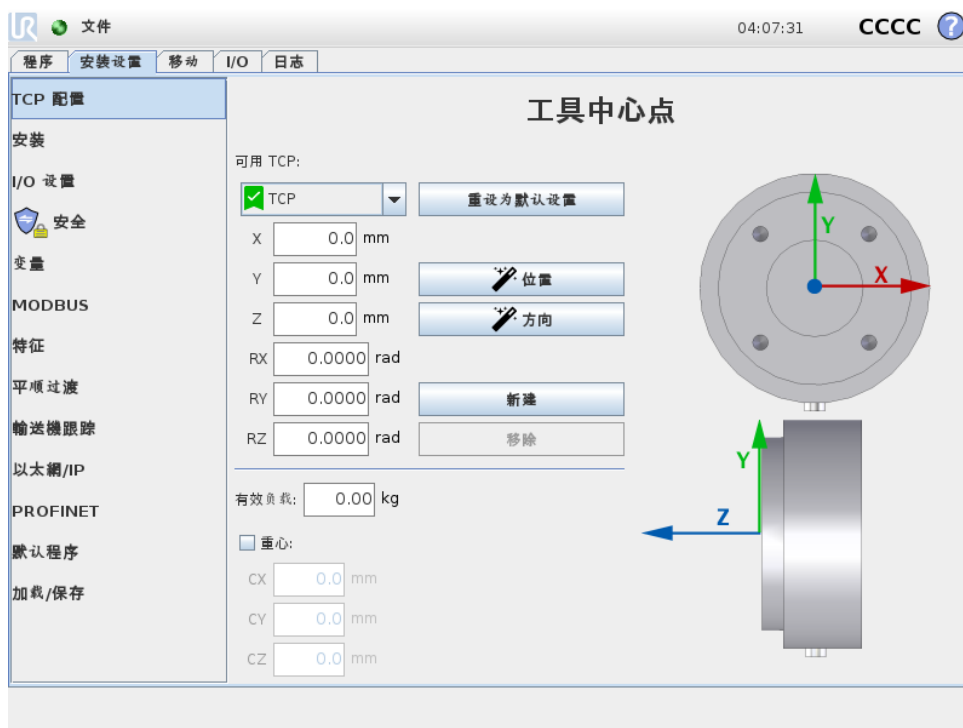 UR 文件 04:07:31 CCCC ?
程序 安装设置 移动 I/O 日志
TCP 配置
安装
I/O 设置
安全
变量
MODBUS
特征
平顺过渡
輸送機跟踪
以太網/IP
PROFINET
默认程序
加载/保存
工具中心点
可用 TCP:
TCP 重设为默认设置
X 0.0 mm
Y 0.0 mm 位置
Z 0.0 mm 方向
RX 0.0000 rad
RY 0.0000 rad 新建
RZ 0.0000 rad 移除
有效负载: 0.00 kg
重心:
CX 0.0 mm
CY 0.0 mm
CZ 0.0 mm
Y
X
Y
Z